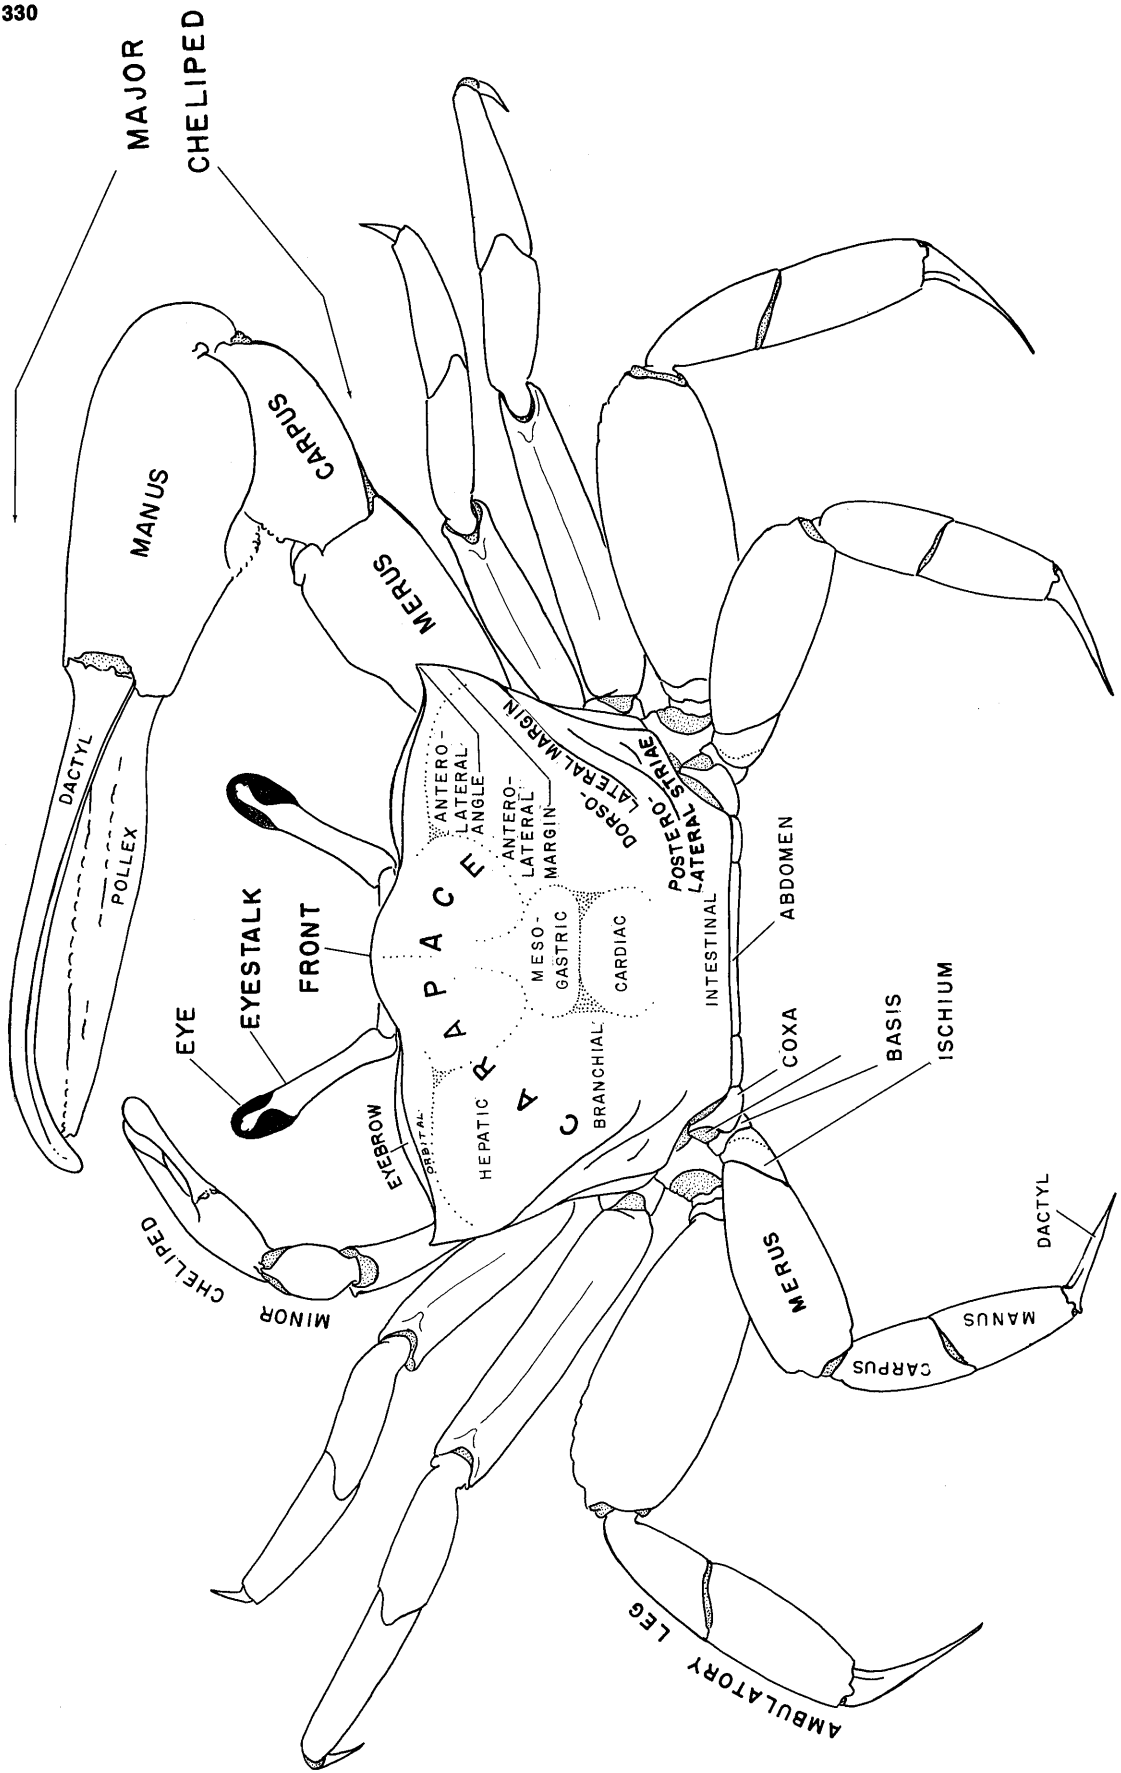 330
MAJOR
CHELIPED
MANUS
CARPUS
MERUS
DACTYL
POLLEX
EYE
EYESTALK
FRONT
CHELIPED
MINOR
EYEBROW
ORBITAL
HEPATIC
CARAPACE
ANTERO-
LATERAL
ANGLE
ANTERO-
LATERAL
MARGIN
DORSO-
LATERAL MARGIN
POSTERO-
LATERAL STRIAE
MESO-
GASTRIC
CARDIAC
BRANCHIAL
INTESTINAL
ABDOMEN
COXA
BASIS
ISCHIUM
MERUS
CARPUS
MANUS
DACTYL
AMBULATORY LEG